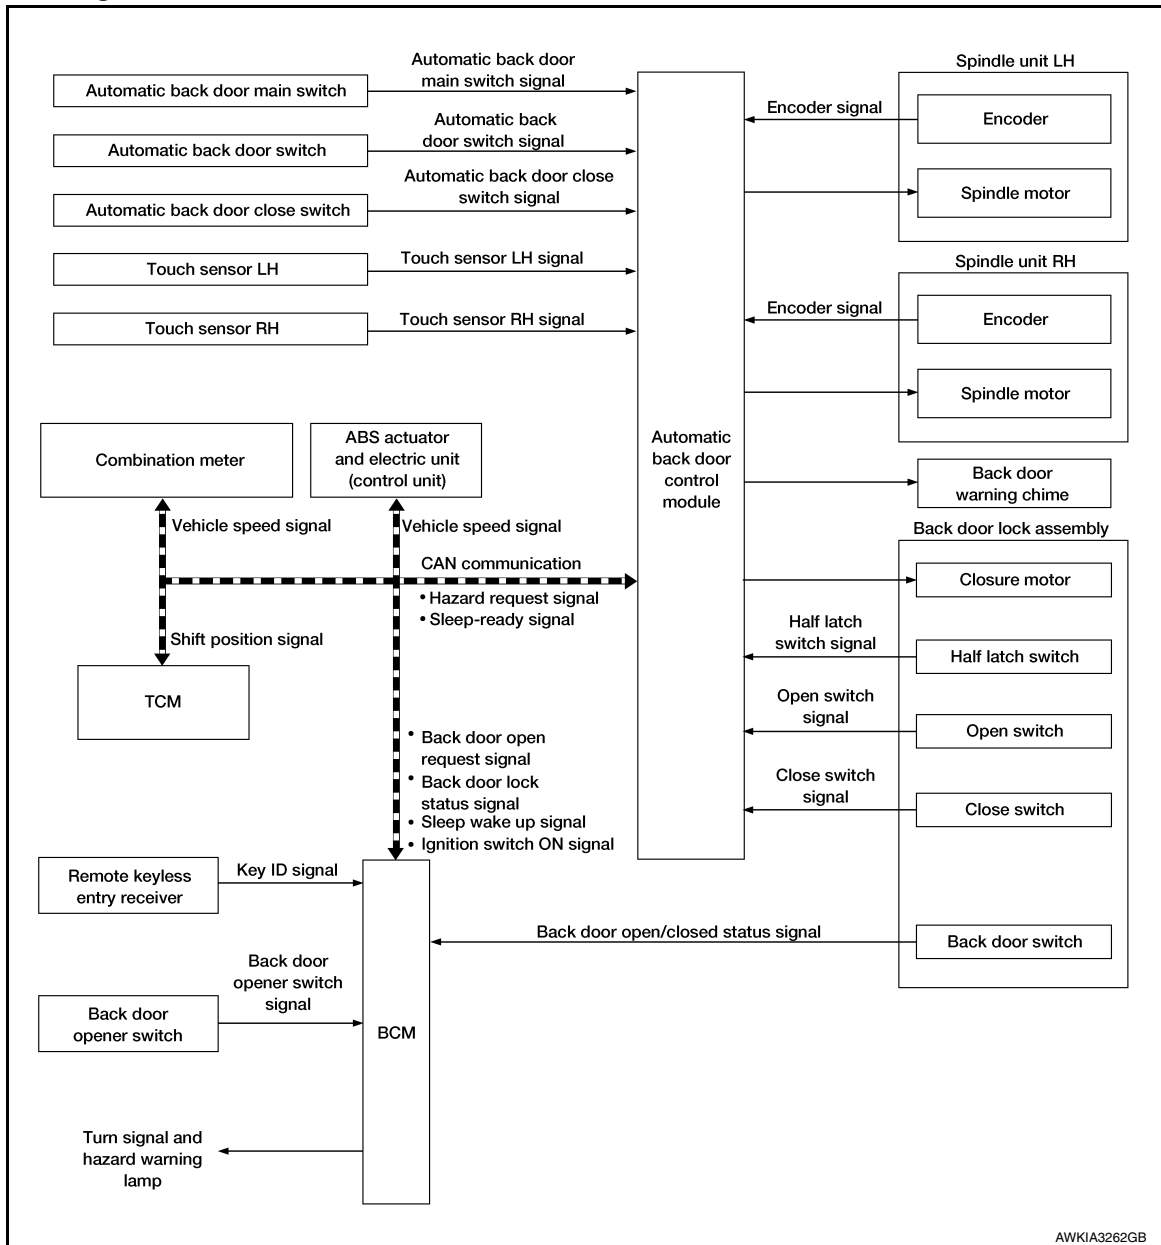 Automatic back door main switch
Automatic back door
main switch signal
Automatic back door switch
Automatic back
door switch signal
Automatic back door close switch
Automatic back door close
switch signal
Touch sensor LH
Touch sensor LH signal
Touch sensor RH
Touch sensor RH signal
Automatic
back door
control
module
Spindle unit LH
Encoder signal
Encoder
Spindle motor
Spindle unit RH
Encoder signal
Encoder
Spindle motor
Back door
warning chime
Back door lock assembly
Closure motor
Half latch
switch signal
Half latch switch
Open switch
signal
Open switch
Close switch
signal
Close switch
Back door open/closed status signal
Back door switch
Combination meter
ABS actuator
and electric unit
(control unit)
Vehicle speed signal
Vehicle speed signal
CAN communication
• Hazard request signal
• Sleep-ready signal
Shift position signal
TCM
• Back door open
request signal
• Back door lock
status signal
• Sleep wake up signal
• Ignition switch ON signal
Remote keyless
entry receiver
Key ID signal
Back door
opener switch
signal
Back door
opener switch
BCM
Turn signal and
hazard warning
lamp
AWKIA3262GB